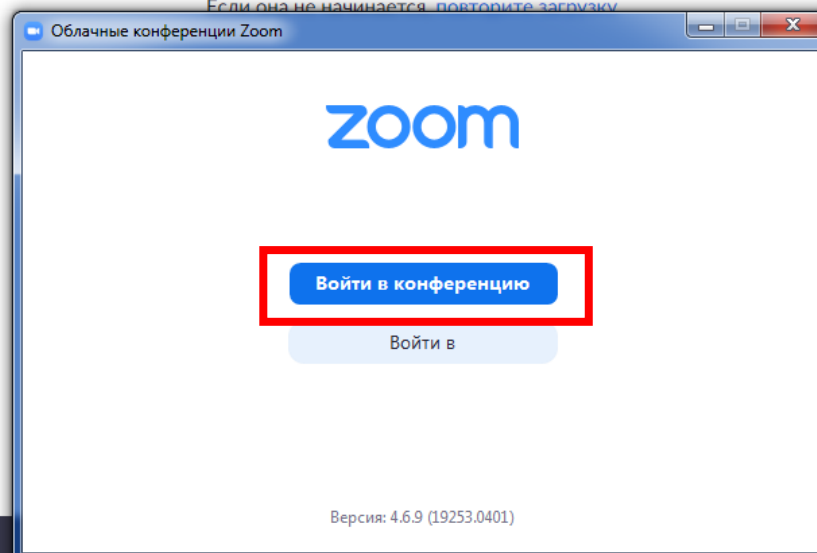 Если она не начинается, повторите загрузку
Облачные конференции Zoom
zoom
Войти в конференцию
Войти в
Версия: 4.6.9 (19253.0401)